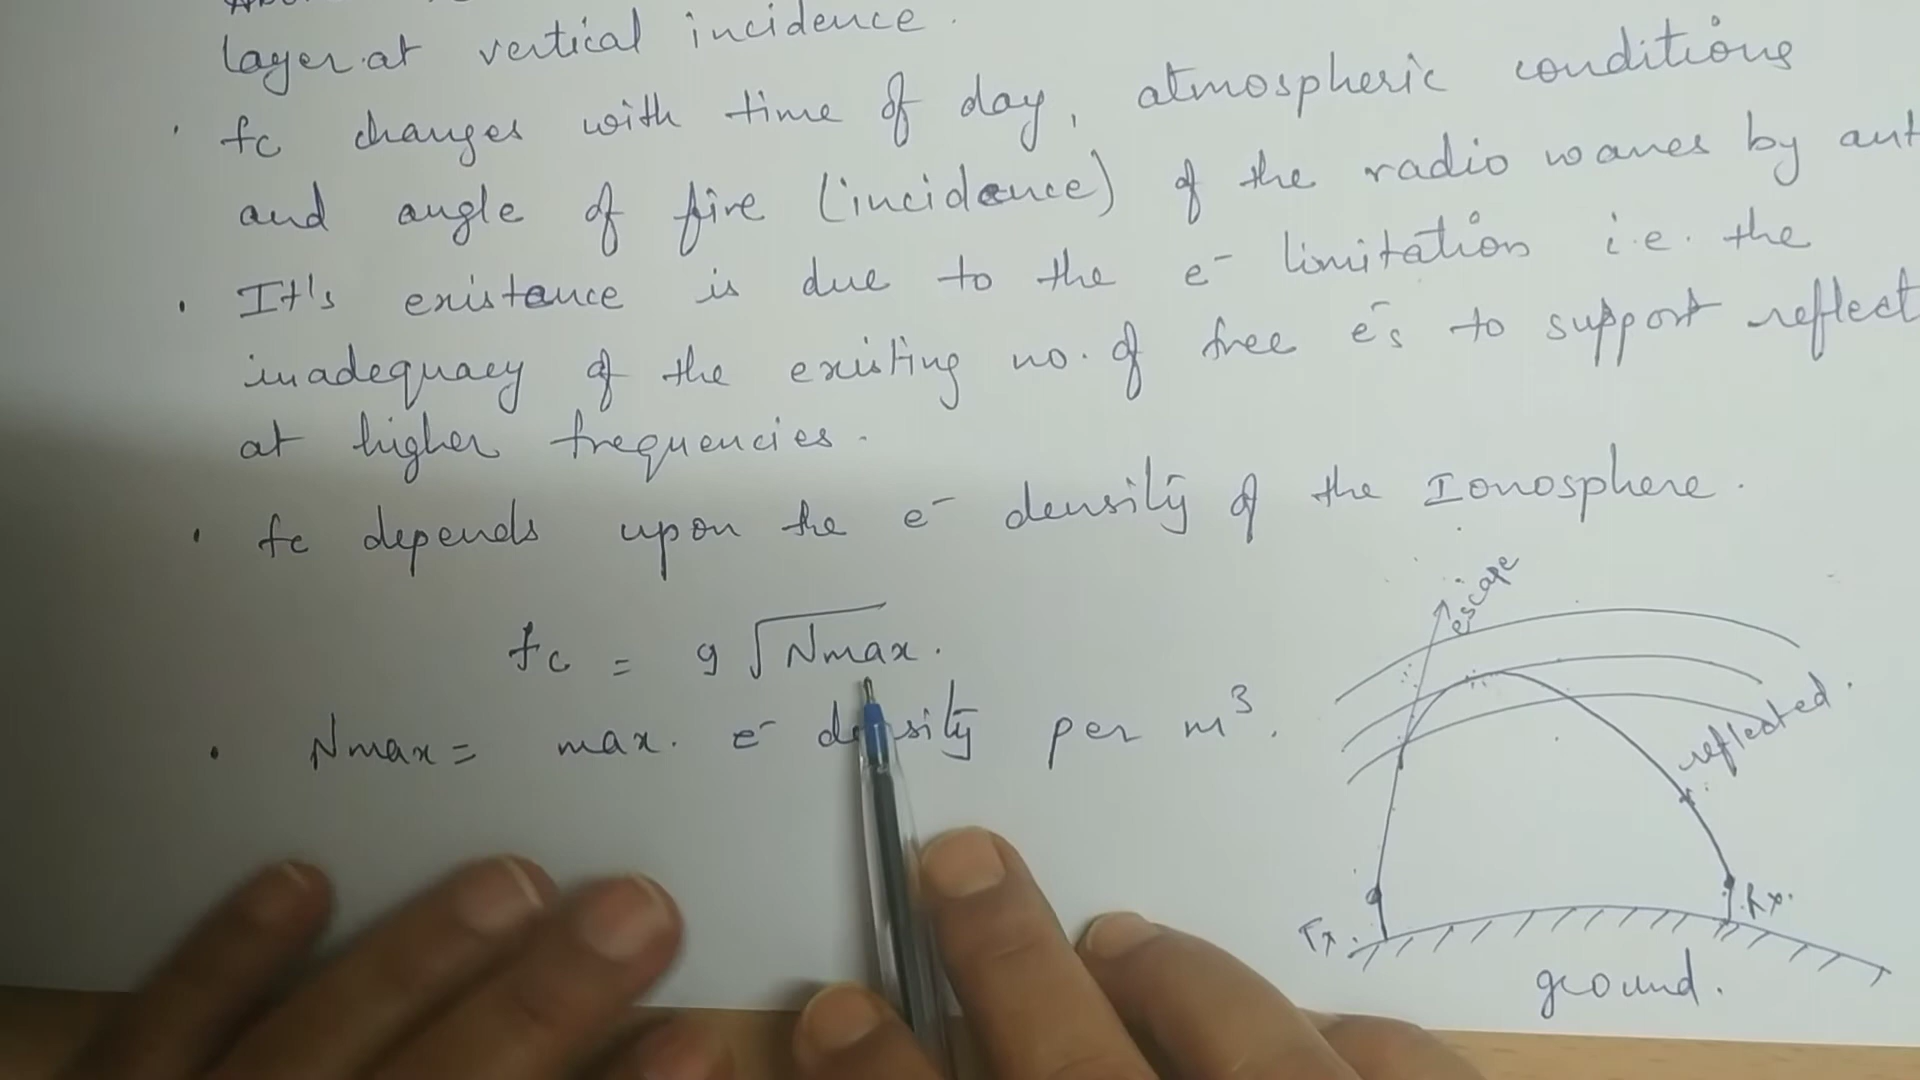 layer at vertical incidence.
• fc changes with time of day, atmospheric conditions
and angle of fire (incidence) of the radio waves by ant
• It's existence is due to the e⁻ limitation i.e. the
inadequacy of the existing no. of free e⁻s to support reflect
at higher frequencies.
• fc depends upon the e⁻ density of the Ionosphere.
fc = 9 √Nmax.
• Nmax = max. e⁻ density per m³.
escape
reflected.
Tx.
Rx.
ground.